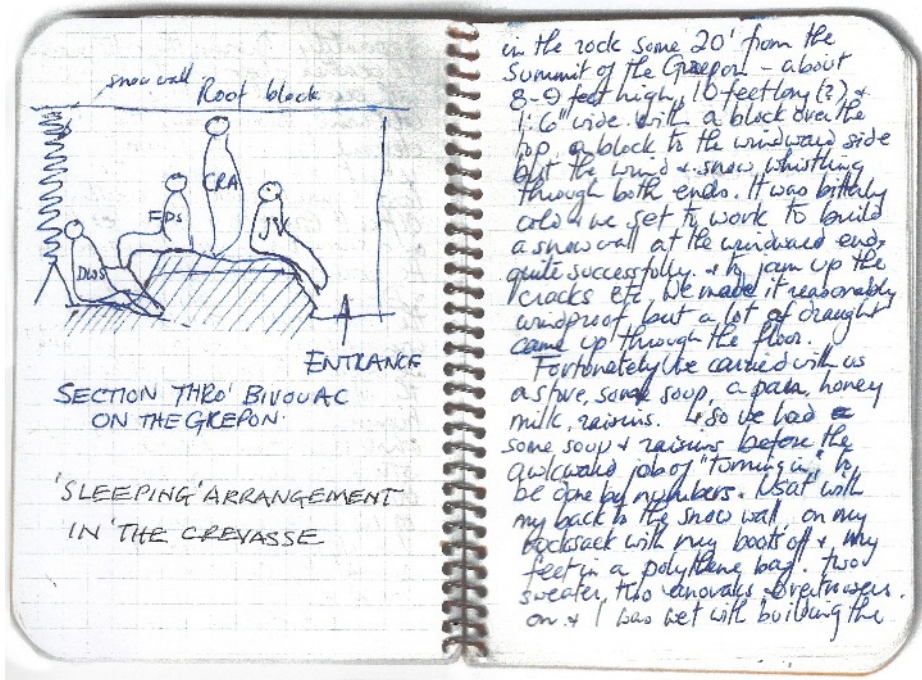 snow wall
Roof block
CRA
EPS
JV
DWS
ENTRANCE
SECTION THRO' BIVOUAC
ON THE GREPON.
'SLEEPING' ARRANGEMENT
IN THE CREVASSE
in the rock some 20' from the
Summit of the Grepon – about
8-9 feet high, 10 feet long (?) &
1'.6" wide with a block over the
top, a block to the windward side
but the wind & snow whistling
through both ends. It was bitterly
cold & we set to work to build
a snow wall at the windward end,
quite successfully. & to jam up the
cracks etc. We made it reasonably
windproof, but a lot of draught
came up through the floor.
Fortunately we carried with us
a stove, some soup, a pan, honey
milk, raisins. & so we had
some soup & raisins before the
awkward job of "turning in" to
be done by numbers. I sat with
my back to the snow wall, on my
rocksack with my boots off & my
feet in a polythene bag. two
sweater, two anoraks & overtrousers
on & I was wet with building the